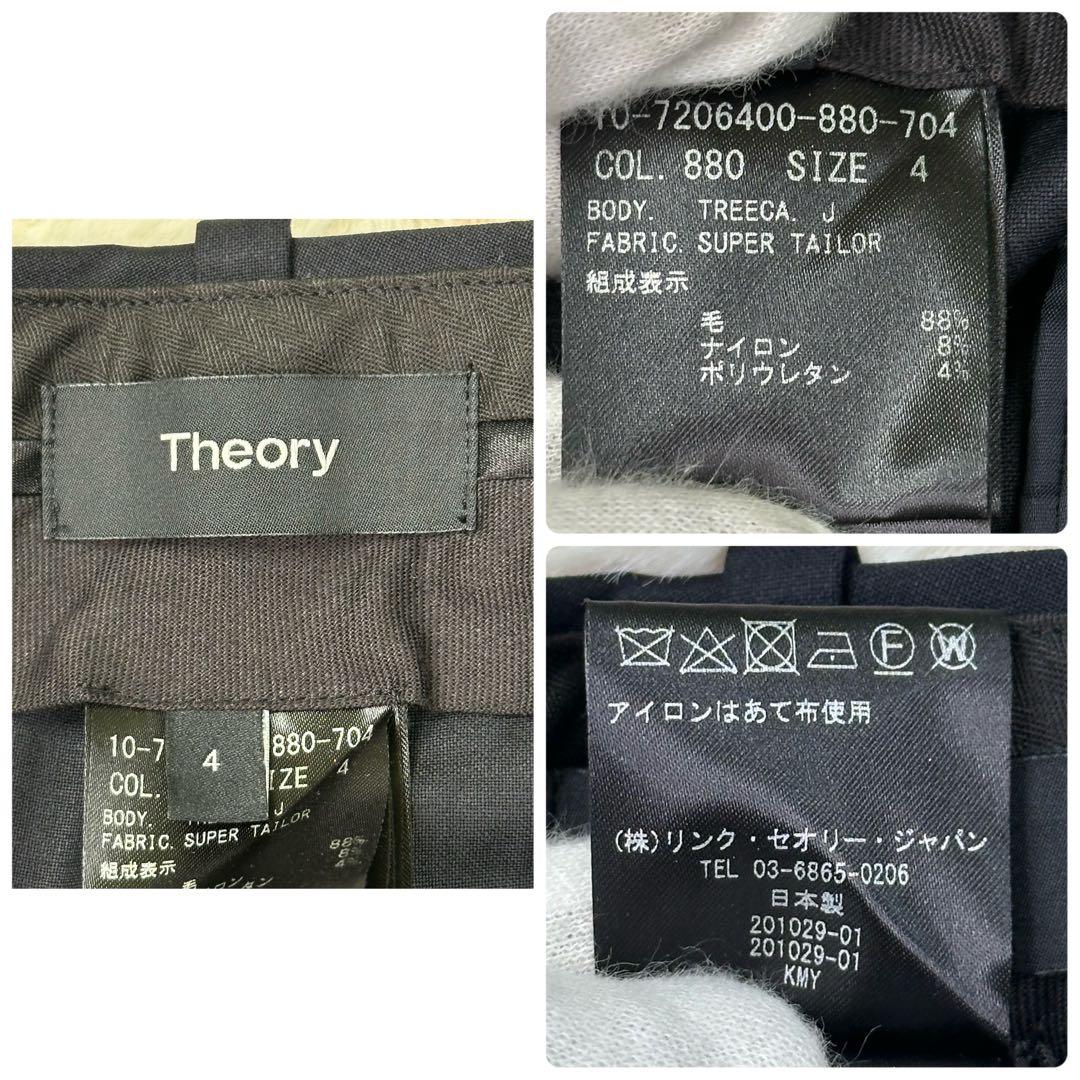 Theory
4
10-7
880-704
COL.
IZE 4
BODY.
J
FABRIC. SUPER TAILOR
組成表示
88%
10-7206400-880-704
COL. 880 SIZE 4
BODY. TREECA. J
FABRIC. SUPER TAILOR
組成表示
毛 88%
ナイロン 8%
ポリウレタン 4%
F
W
アイロンはあて布使用
(株)リンク・セオリー・ジャパン
TEL 03-6865-0206
日本製
201029-01
201029-01
KMY